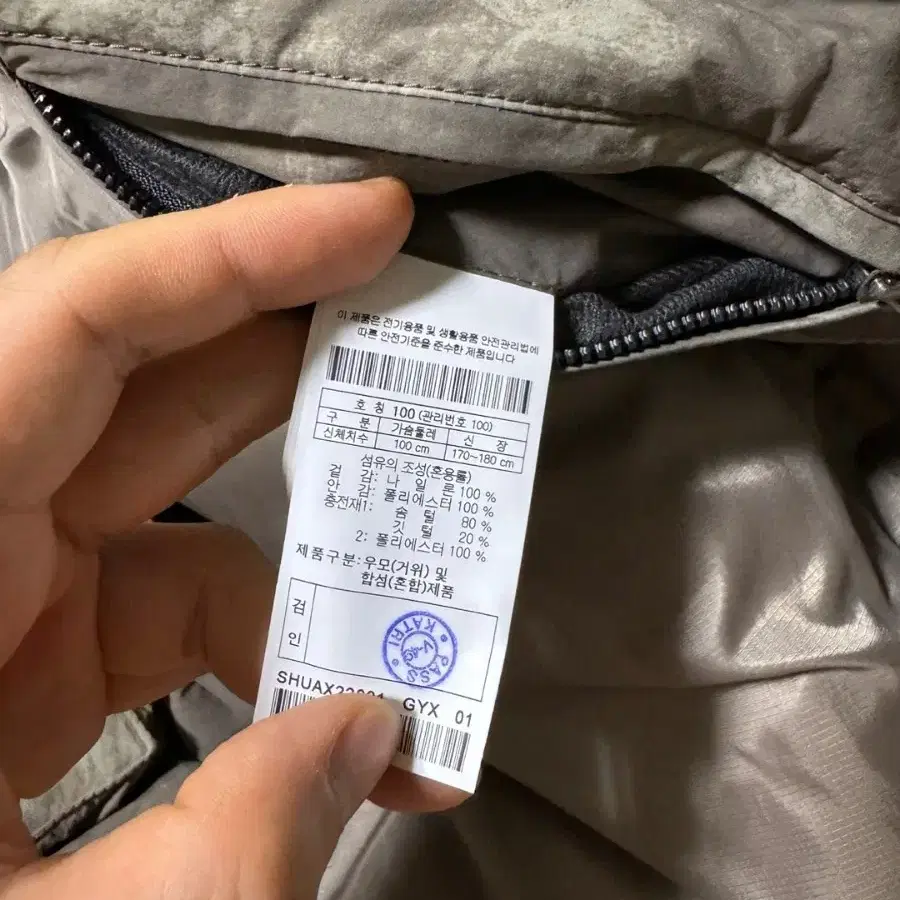 이 제품은 전기용품 및 생활용품 안전관리법에
따른 안전기준을 준수한 제품입니다
호 칭 100 (관리번호 100)
구 분 가슴둘레 신 장
신체치수 100 cm 170~180 cm
섬유의 조성(혼용률)
겉 감: 나 일 론 100 %
안 감: 폴리에스터 100 %
충전재1: 솜 털 80 %
깃 털 20 %
2: 폴리에스터 100 %
제품구분: 우모(거위) 및
합섬(혼합)제품
검
인
KATRI
PASS
GYX 01